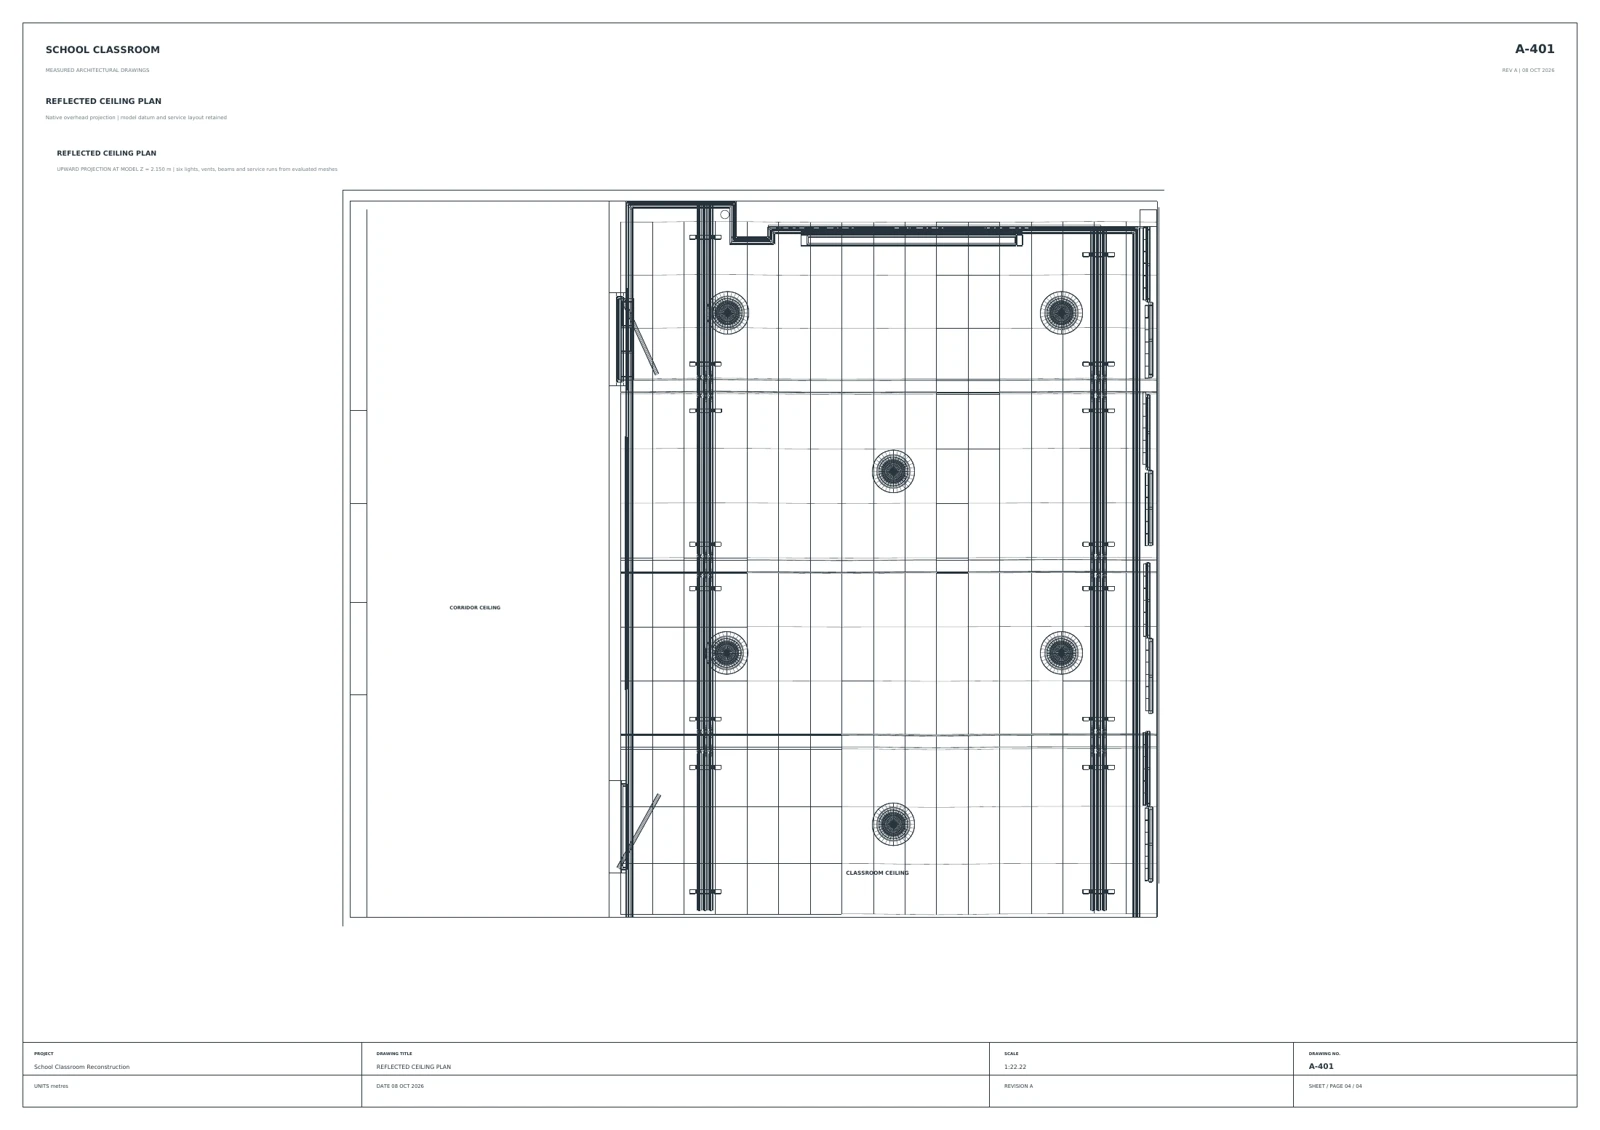 SCHOOL CLASSROOM
A-401
MEASURED ARCHITECTURAL DRAWINGS
REV A | 08 OCT 2026
REFLECTED CEILING PLAN
Native overhead projection | model datum and service layout retained
REFLECTED CEILING PLAN
UPWARD PROJECTION AT MODEL Z = 2.150 m | six lights, vents, beams and service runs from evaluated meshes
CORRIDOR CEILING
CLASSROOM CEILING
PROJECT
School Classroom Reconstruction
UNITS metres
DRAWING TITLE
REFLECTED CEILING PLAN
DATE 08 OCT 2026
SCALE
1:22.22
REVISION A
DRAWING NO.
A-401
SHEET / PAGE 04 / 04